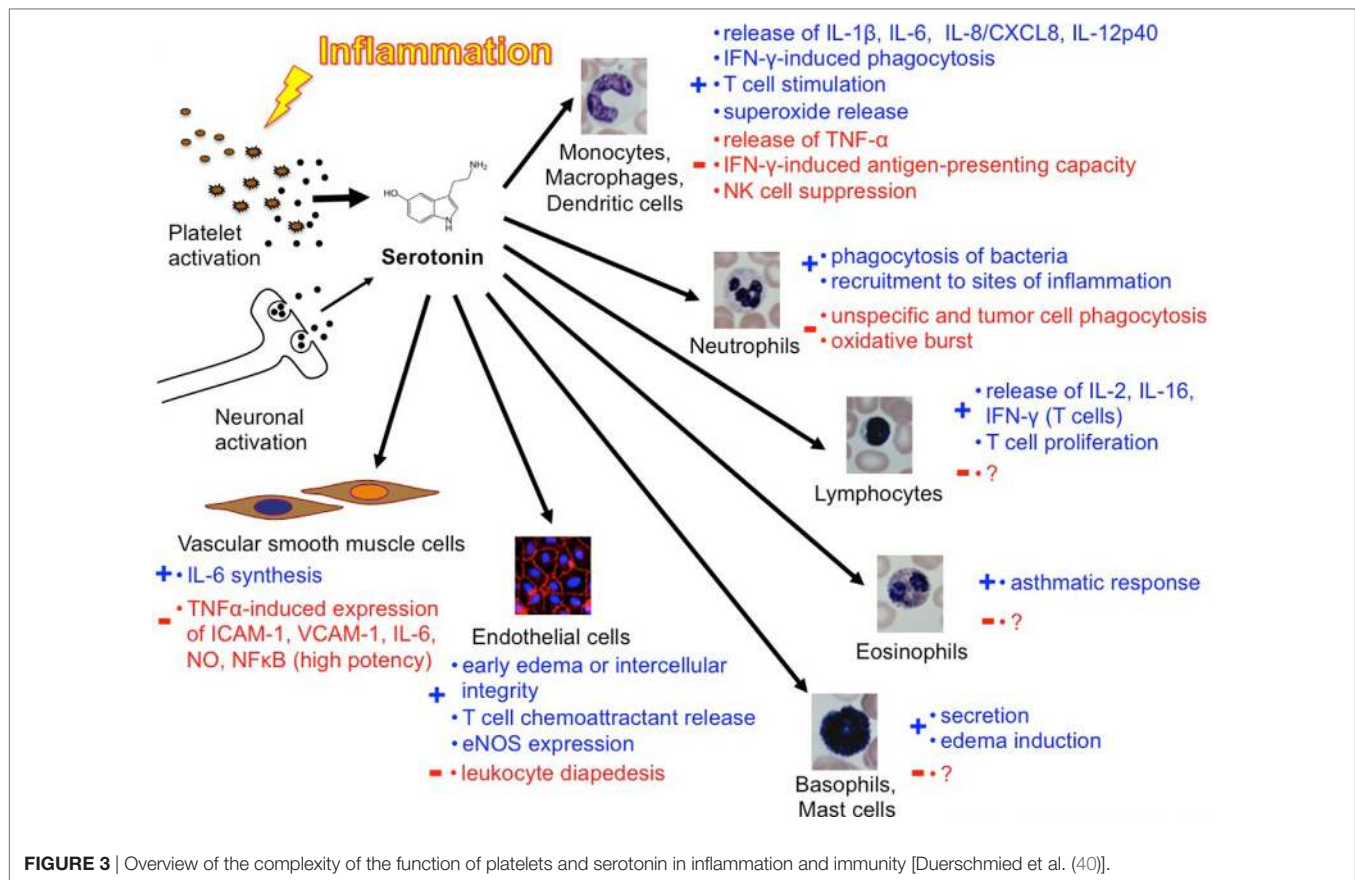 Inflammation
Platelet
activation
HO
NH₂
N
H
Serotonin
Neuronal
activation
Monocytes,
Macrophages,
Dendritic cells
+
• release of IL-1β, IL-6, IL-8/CXCL8, IL-12p40
• IFN-γ-induced phagocytosis
• T cell stimulation
• superoxide release
-
• release of TNF-α
• IFN-γ-induced antigen-presenting capacity
• NK cell suppression
Neutrophils
+
• phagocytosis of bacteria
• recruitment to sites of inflammation
-
• unspecific and tumor cell phagocytosis
• oxidative burst
Lymphocytes
+
• release of IL-2, IL-16,
IFN-γ (T cells)
• T cell proliferation
- • ?
Eosinophils
+ • asthmatic response
- • ?
Basophils,
Mast cells
+
• secretion
• edema induction
- • ?
Endothelial cells
+
• early edema or intercellular
integrity
• T cell chemoattractant release
• eNOS expression
- • leukocyte diapedesis
Vascular smooth muscle cells
+ • IL-6 synthesis
-
• TNFα-induced expression
of ICAM-1, VCAM-1, IL-6,
NO, NFκB (high potency)
FIGURE 3 | Overview of the complexity of the function of platelets and serotonin in inflammation and immunity [Duerschmied et al. (40)].